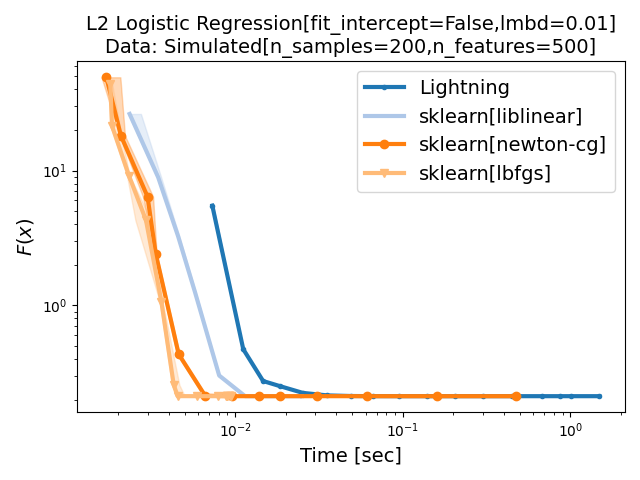 L2 Logistic Regression[fit_intercept=False,lmbd=0.01]
Data: Simulated[n_samples=200,n_features=500]
Lightning
sklearn[liblinear]
sklearn[newton-cg]
sklearn[lbfgs]
F(x)
10¹
10⁰
10⁻² 10⁻¹ 10⁰
Time [sec]